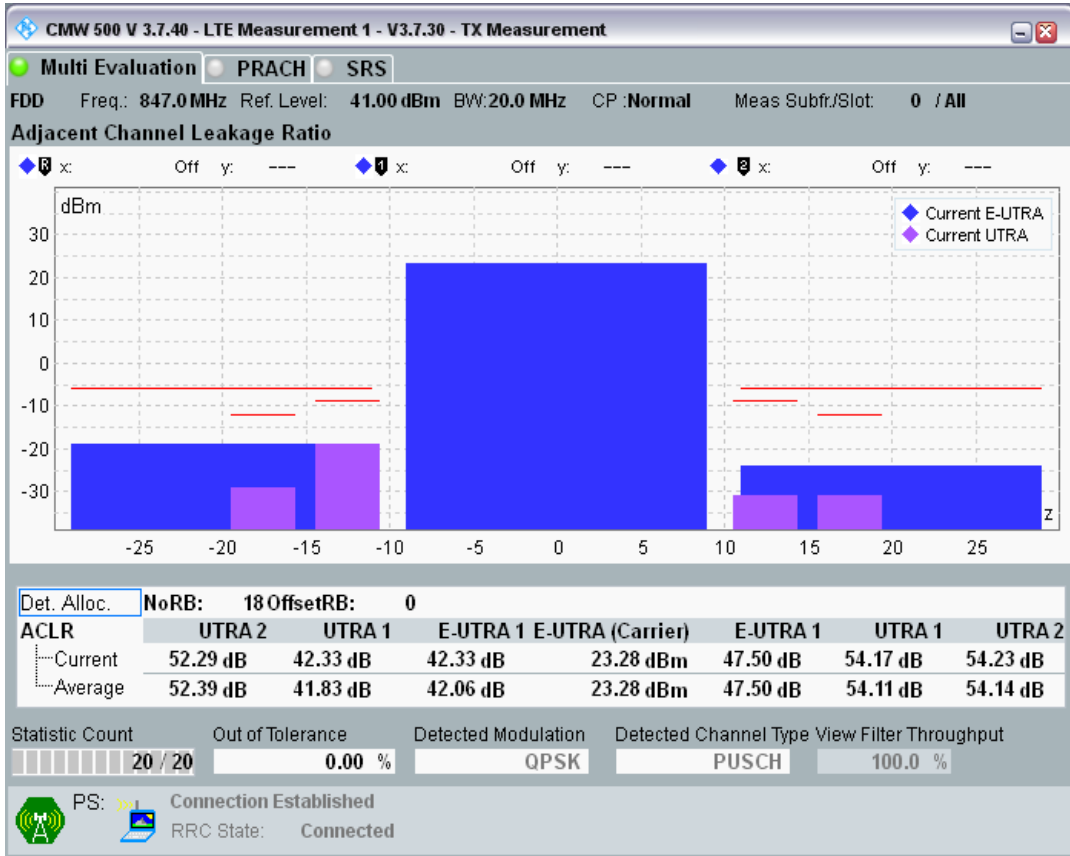 CMW 500 V 3.7.40 - LTE Measurement 1 - V3.7.30 - TX Measurement
Multi Evaluation PRACH SRS
FDD Freq.: 847.0 MHz Ref. Level: 41.00 dBm BW: 20.0 MHz CP :Normal Meas Subfr./Slot: 0 / All
Adjacent Channel Leakage Ratio
R x: Off y: --- 1 x: Off y: --- 2 x: Off y: ---
dBm
Current E-UTRA
Current UTRA
30
20
10
0
-10
-20
-30
z
-25 -20 -15 -10 -5 0 5 10 15 20 25
Det. Alloc. NoRB: 18 OffsetRB: 0
ACLR UTRA 2 UTRA 1 E-UTRA 1 E-UTRA (Carrier) E-UTRA 1 UTRA 1 UTRA 2
Current 52.29 dB 42.33 dB 42.33 dB 23.28 dBm 47.50 dB 54.17 dB 54.23 dB
Average 52.39 dB 41.83 dB 42.06 dB 23.28 dBm 47.50 dB 54.11 dB 54.14 dB
Statistic Count Out of Tolerance Detected Modulation Detected Channel Type View Filter Throughput
20 / 20 0.00 % QPSK PUSCH 100.0 %
PS: Connection Established
RRC State: Connected